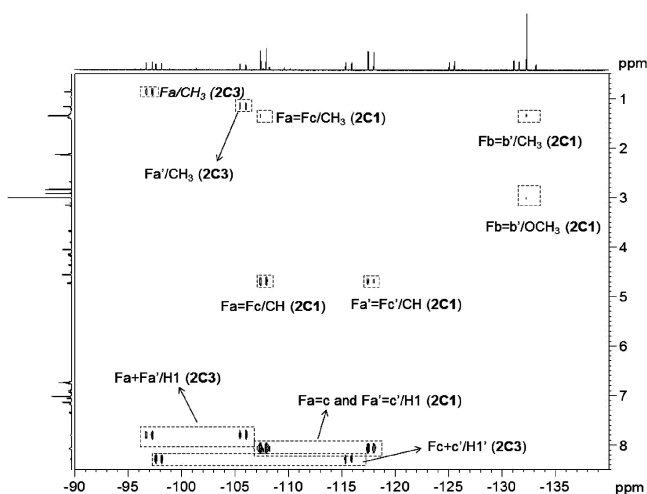 ppm
Fa/CH3 (2C3)
1
Fa=Fc/CH3 (2C1)
Fb=b'/CH3 (2C1)
2
Fa'/CH3 (2C3)
3
Fb=b'/OCH3 (2C1)
4
Fa=Fc/CH (2C1)
Fa'=Fc'/CH (2C1)
5
6
Fa+Fa'/H1 (2C3)
Fa=c and Fa'=c'/H1 (2C1)
7
Fc+c'/H1' (2C3)
8
-90 -95 -100 -105 -110 -115 -120 -125 -130 -135 ppm